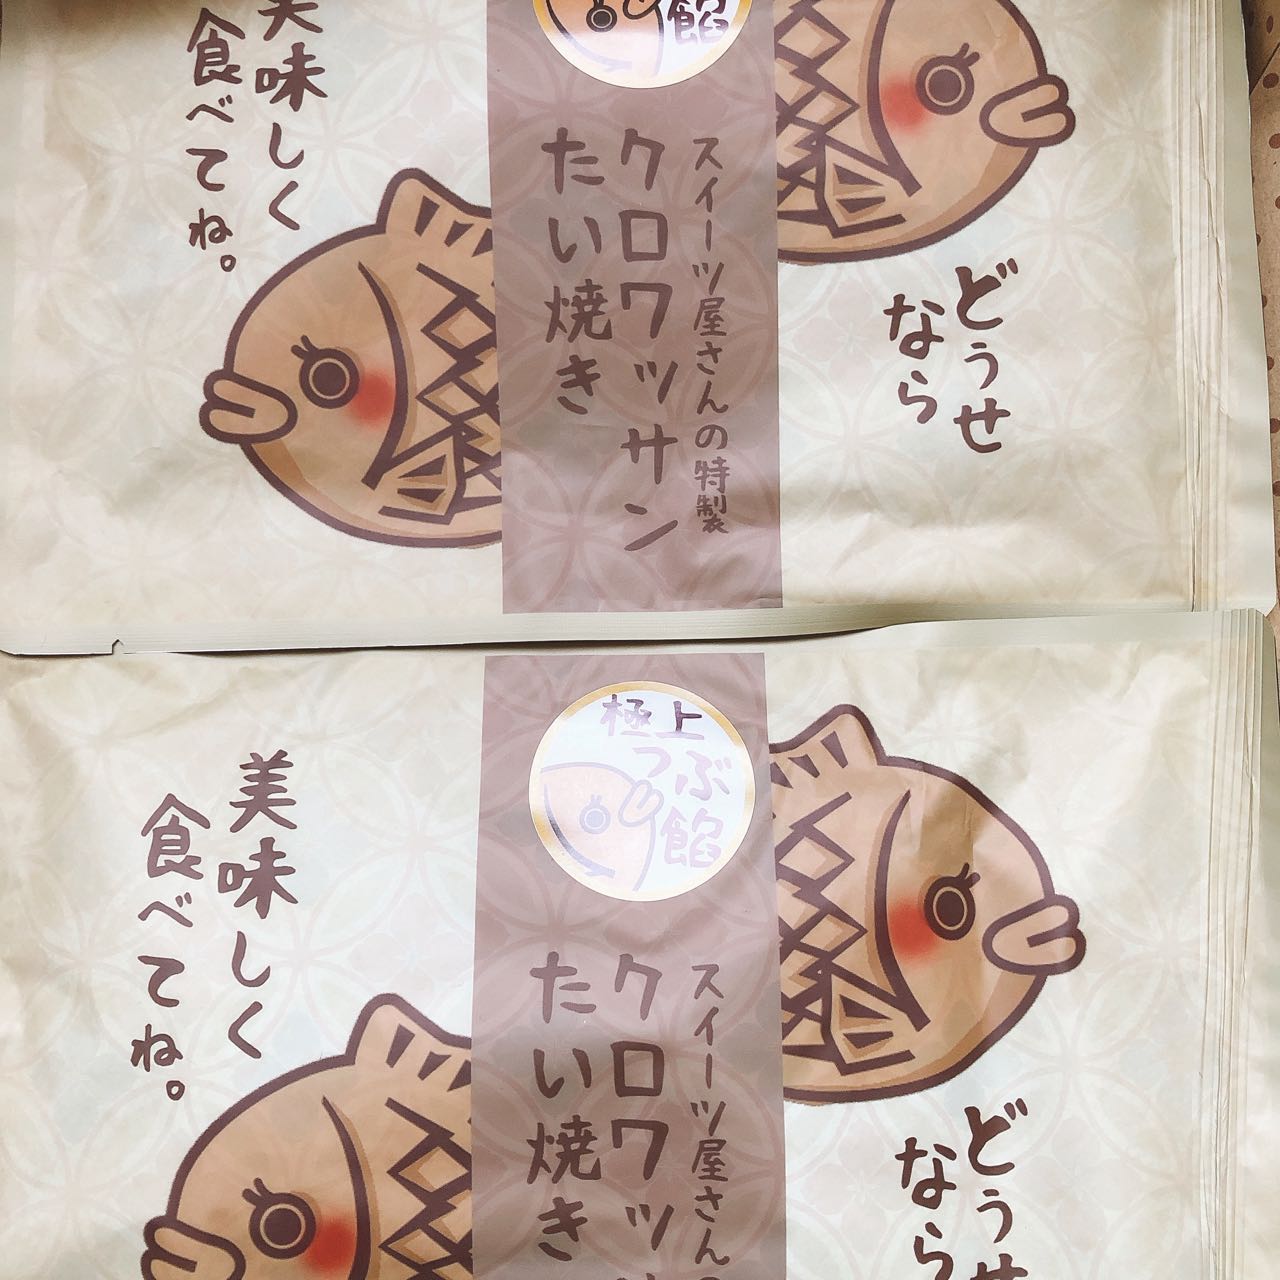 餡
スイーツ屋さんの特製
クロワッサン
たい焼き
どうせ
なら
美味しく
食べてね。
極上
つぶ
餡
スイーツ屋さんの
クロワッサ
たい焼き
どうせ
なら
美味しく
食べてね。